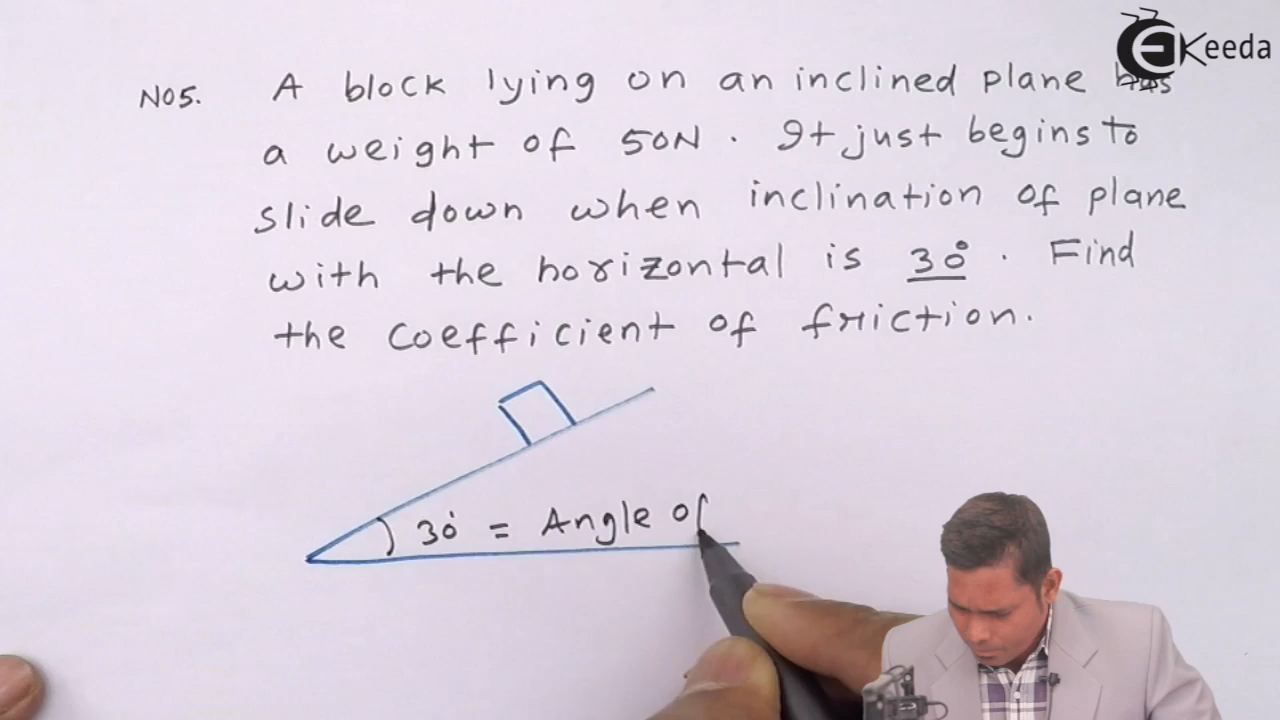 Keeda
NO5. A block lying on an inclined plane has
a weight of 50N. It just begins to
slide down when inclination of plane
with the horizontal is 30°. Find
the coefficient of friction.
30° = Angle of